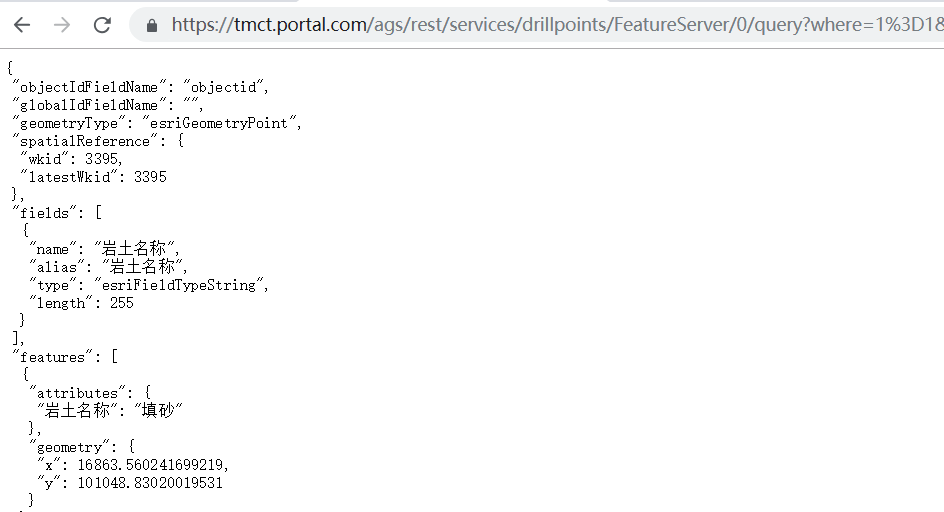 https://tmct.portal.com/ags/rest/services/drillpoints/FeatureServer/0/query?where=1%3D1&
{
"objectIdFieldName": "objectid",
"globalIdFieldName": "",
"geometryType": "esriGeometryPoint",
"spatialReference": {
"wkid": 3395,
"latestWkid": 3395
},
"fields": [
{
"name": "岩土名称",
"alias": "岩土名称",
"type": "esriFieldTypeString",
"length": 255
}
],
"features": [
{
"attributes": {
"岩土名称": "填砂"
},
"geometry": {
"x": 16863.560241699219,
"y": 101048.83020019531
}